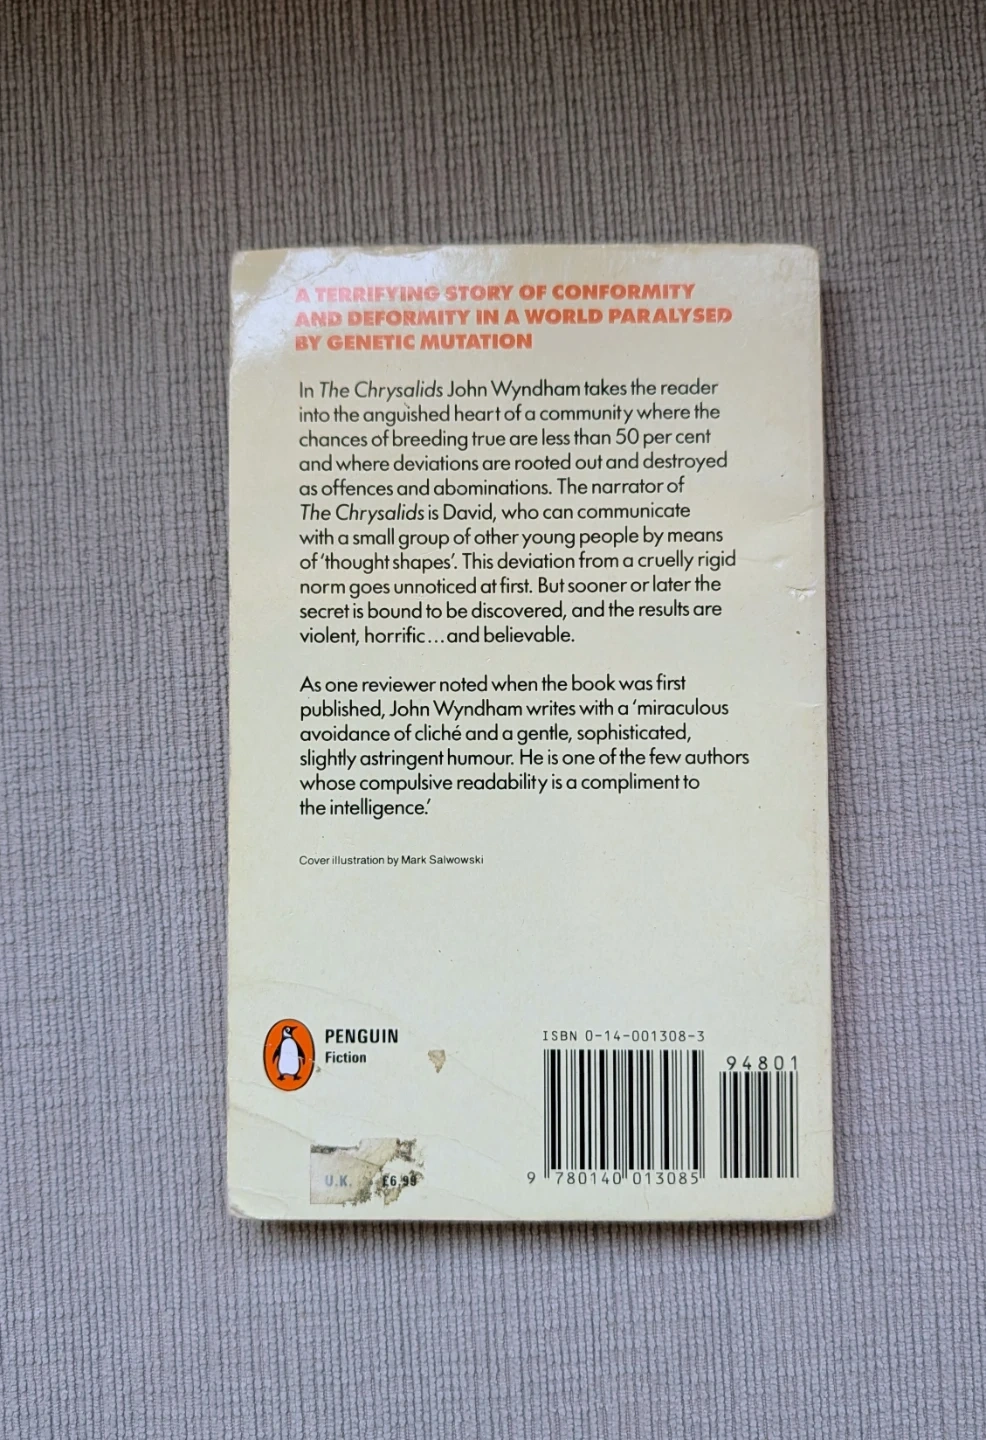 A TERRIFYING STORY OF CONFORMITY
AND DEFORMITY IN A WORLD PARALYSED
BY GENETIC MUTATION
In The Chrysalids John Wyndham takes the reader
into the anguished heart of a community where the
chances of breeding true are less than 50 per cent
and where deviations are rooted out and destroyed
as offences and abominations. The narrator of
The Chrysalids is David, who can communicate
with a small group of other young people by means
of 'thought shapes'. This deviation from a cruelly rigid
norm goes unnoticed at first. But sooner or later the
secret is bound to be discovered, and the results are
violent, horrific...and believable.
As one reviewer noted when the book was first
published, John Wyndham writes with a 'miraculous
avoidance of cliché and a gentle, sophisticated,
slightly astringent humour. He is one of the few authors
whose compulsive readability is a compliment to
the intelligence.'
Cover illustration by Mark Salwowski
PENGUIN
Fiction
ISBN 0-14-001308-3
94801
9 780140 013085
U.K. £6.99